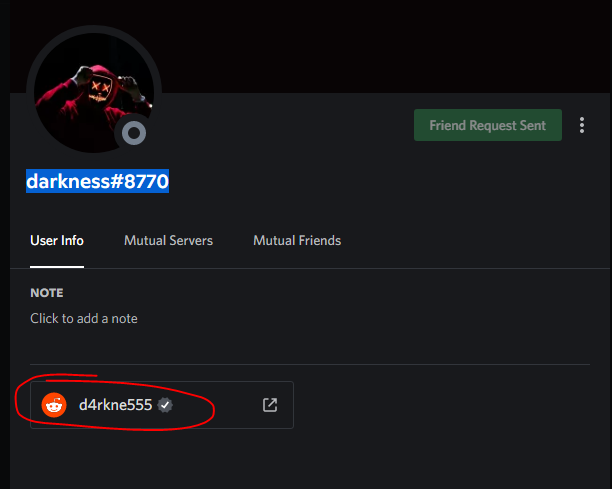 Friend Request Sent
darkness#8770
User Info Mutual Servers Mutual Friends
NOTE
Click to add a note
d4rkne555